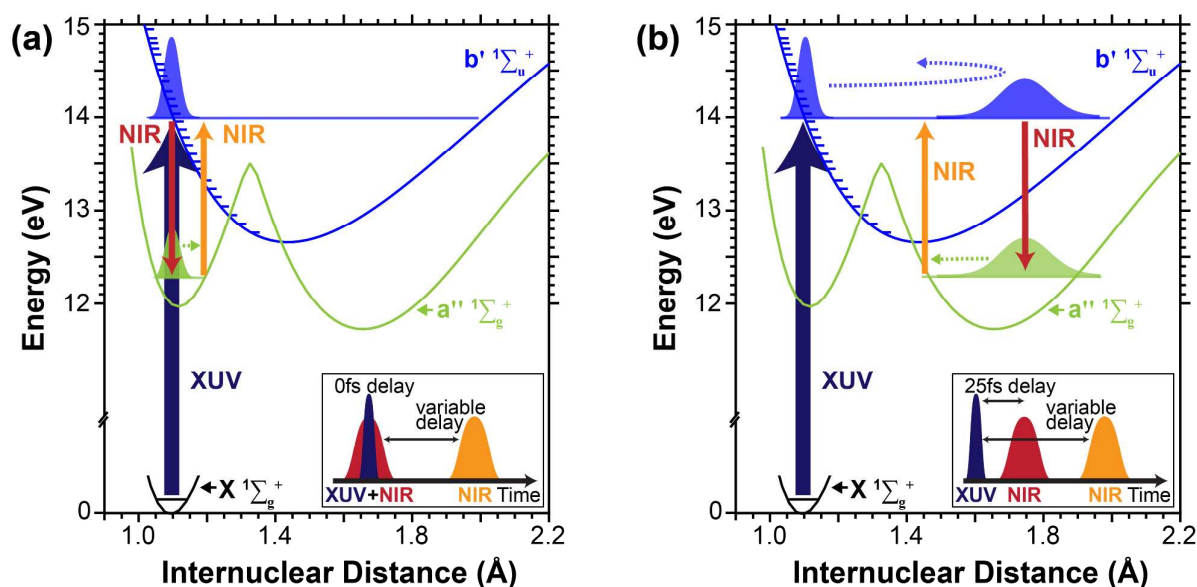 (a)
15
14
13
12
0
Energy (eV)
b' ¹Σᵤ⁺
NIR
NIR
a'' ¹Σg⁺
XUV
X ¹Σg⁺
0fs delay
variable
delay
XUV+NIR
NIR
Time
1.0
1.4
1.8
2.2
Internuclear Distance (Å)
(b)
15
14
13
12
0
Energy (eV)
b' ¹Σᵤ⁺
NIR
NIR
a'' ¹Σg⁺
XUV
X ¹Σg⁺
25fs delay
variable
delay
XUV
NIR
NIR
Time
1.0
1.4
1.8
2.2
Internuclear Distance (Å)